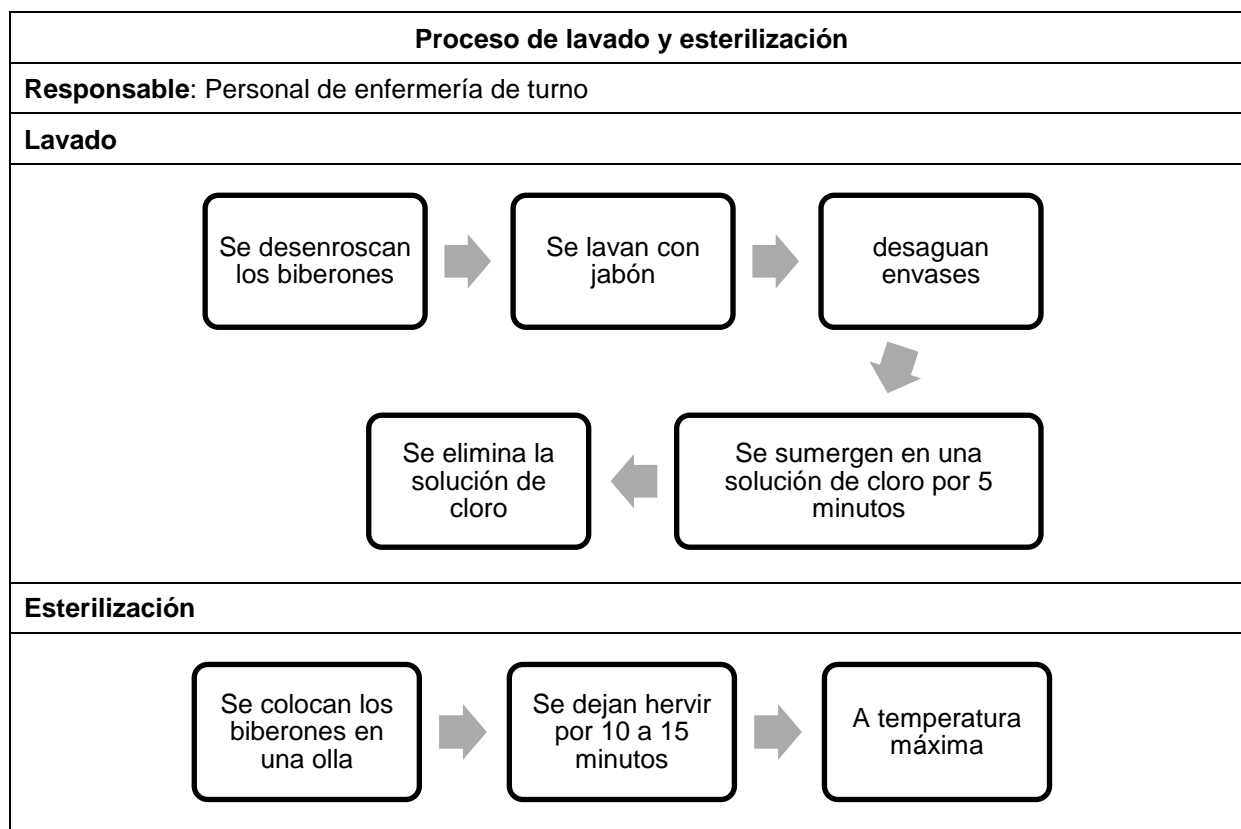 Proceso de lavado y esterilización
Responsable: Personal de enfermería de turno
Lavado
Se desenroscan
los biberones
Se lavan con
jabón
desaguan
envases
Se sumergen en una
solución de cloro por 5
minutos
Se elimina la
solución de
cloro
Esterilización
Se colocan los
biberones en
una olla
Se dejan hervir
por 10 a 15
minutos
A temperatura
máxima